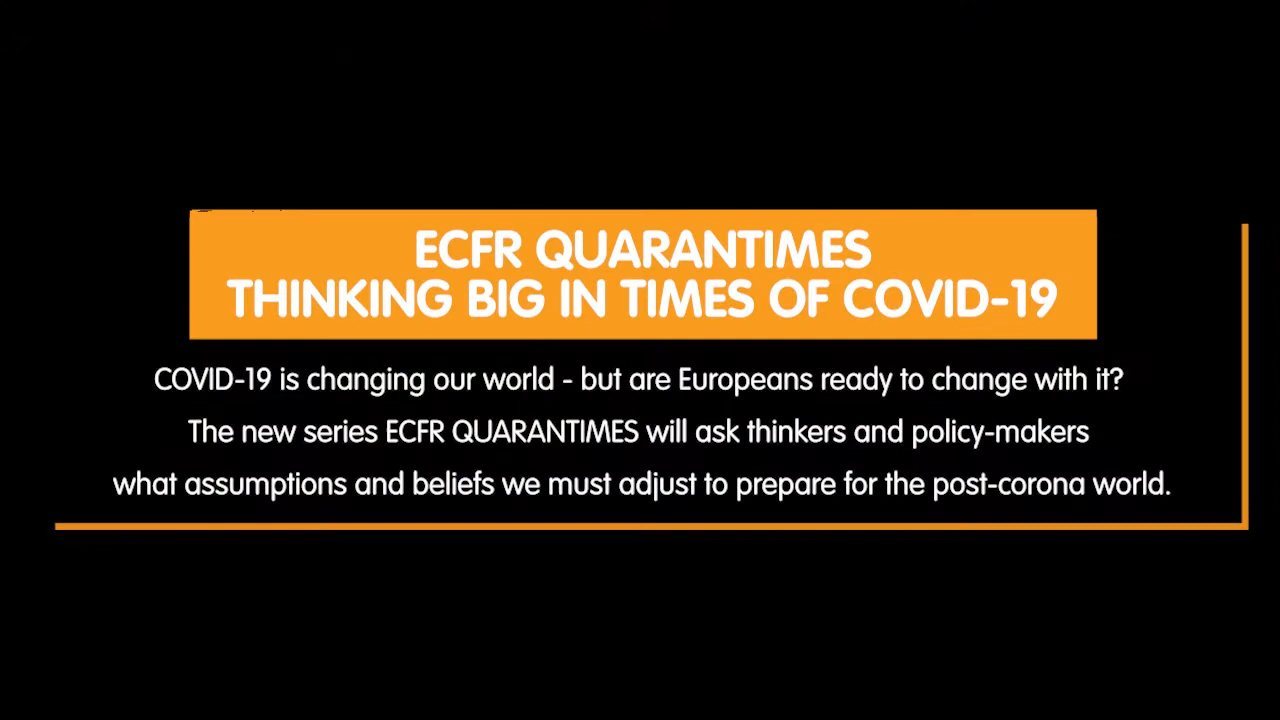 ECFR QUARANTIMES
THINKING BIG IN TIMES OF COVID-19
COVID-19 is changing our world - but are Europeans ready to change with it?
The new series ECFR QUARANTIMES will ask thinkers and policy-makers
what assumptions and beliefs we must adjust to prepare for the post-corona world.